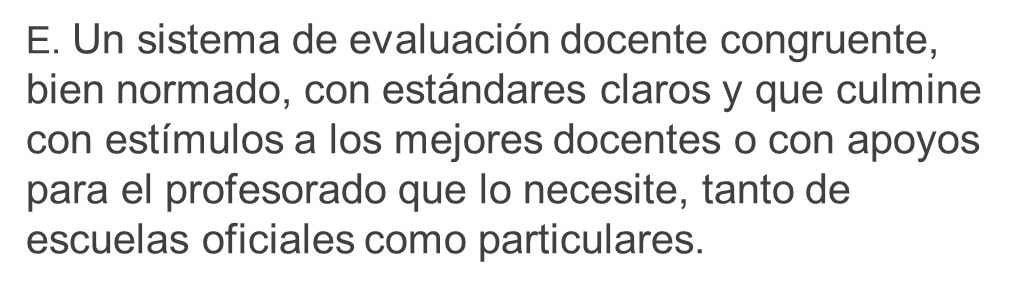 E. Un sistema de evaluación docente congruente,
bien normado, con estándares claros y que culmine
con estímulos a los mejores docentes o con apoyos
para el profesorado que lo necesite, tanto de
escuelas oficiales como particulares.